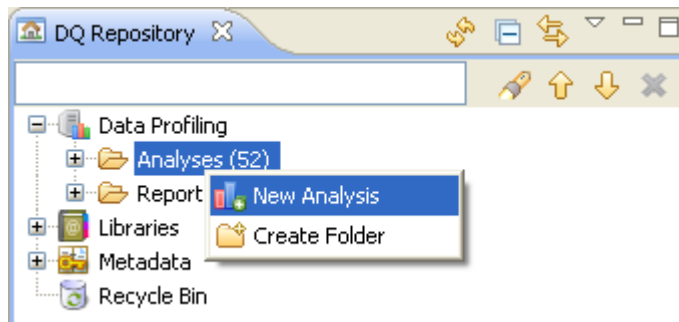 DQ Repository
Data Profiling
Analyses (52)
Report
New Analysis
Libraries
Create Folder
Metadata
Recycle Bin